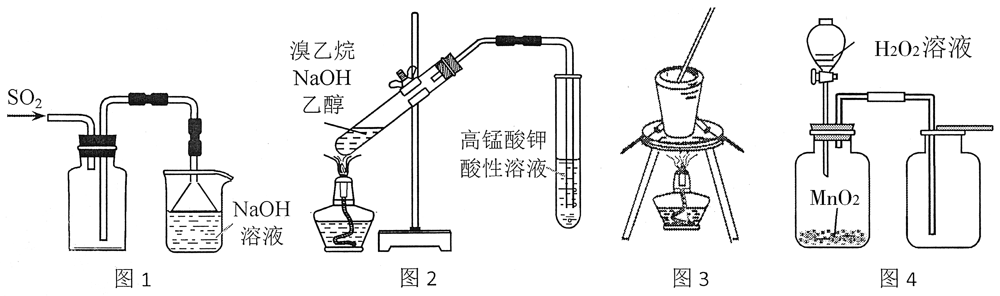 SO₂
NaOH
溶液
图 1
溴乙烷
NaOH
乙醇
高锰酸钾
酸性溶液
图 2
图 3
H2O2溶液
MnO2
图 4